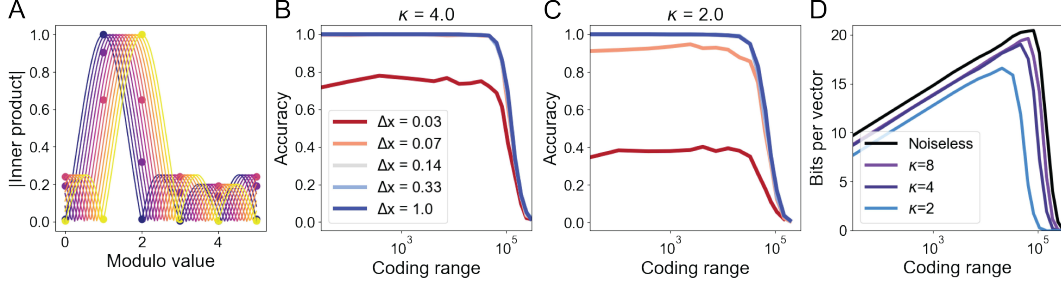 A
|Inner product|
1.0
0.8
0.6
0.4
0.2
0.0
0
2
4
Modulo value
B
κ = 4.0
Accuracy
1.0
0.8
0.6
0.4
0.2
0.0
Δx = 0.03
Δx = 0.07
Δx = 0.14
Δx = 0.33
Δx = 1.0
10³
10⁵
Coding range
C
κ = 2.0
Accuracy
1.0
0.8
0.6
0.4
0.2
0.0
10³
10⁵
Coding range
D
Bits per vector
20
15
10
5
0
Noiseless
κ=8
κ=4
κ=2
10³
10⁵
Coding range